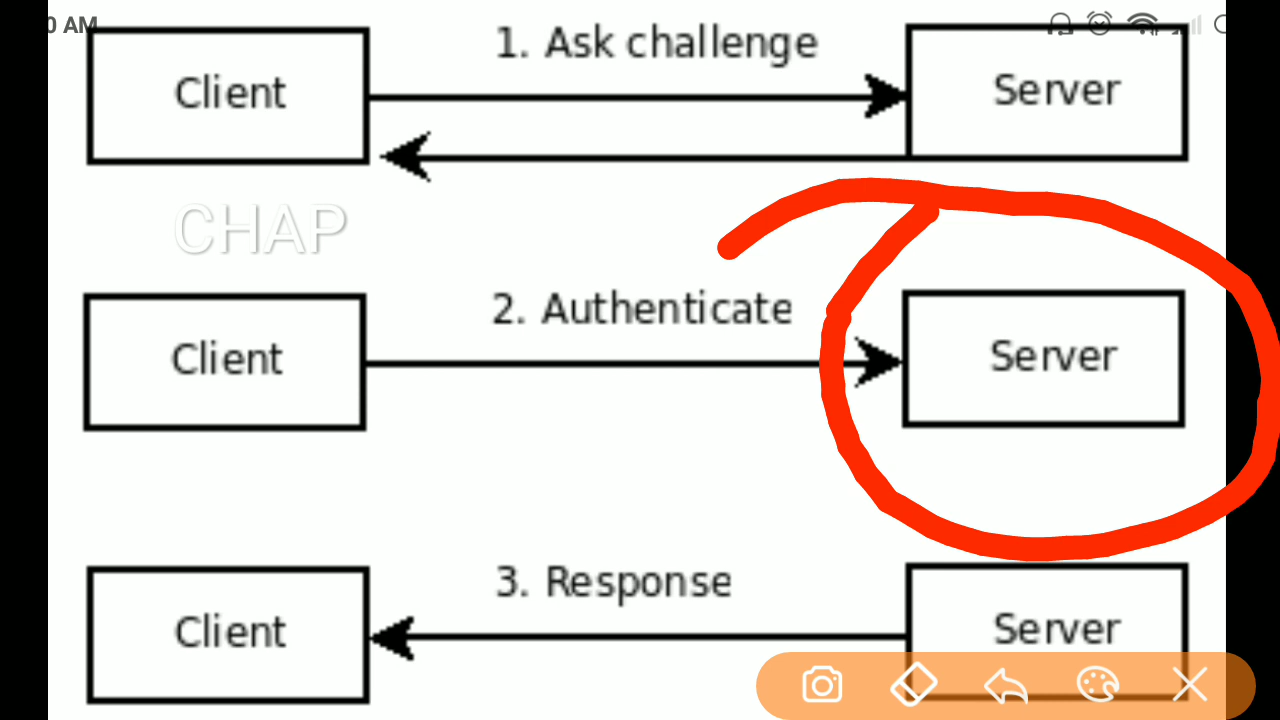 0 AM
1. Ask challenge
Client
Server
CHAP
2. Authenticate
Client
Server
3. Response
Client
Server